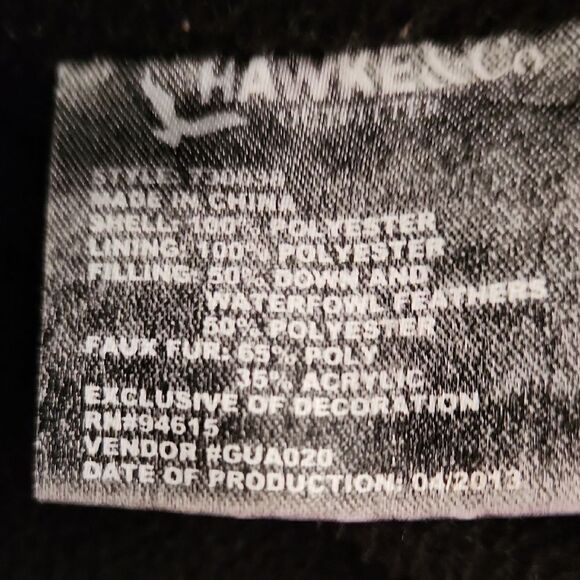 HAWKE&Co
STYLE:
MADE IN CHINA
SHELL: 100% POLYESTER
LINING: 100% POLYESTER
FILLING: 50% DOWN AND
WATERFOWL FEATHERS
50% POLYESTER
FAUX FUR: 65% POLY
35% ACRYLIC
EXCLUSIVE OF DECORATION
RN#94615
VENDOR #GUA020
DATE OF PRODUCTION: 04/2013